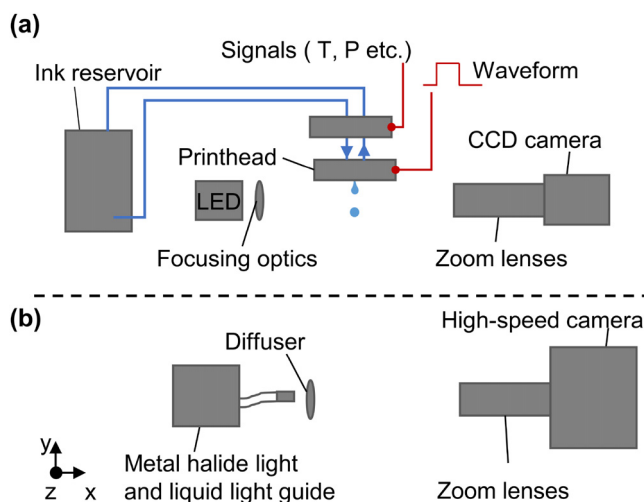 (a)
Signals ( T, P etc.)
Ink reservoir
Waveform
CCD camera
Printhead
LED
Focusing optics
Zoom lenses
(b)
High-speed camera
Diffuser
y
z x
Metal halide light
and liquid light guide
Zoom lenses